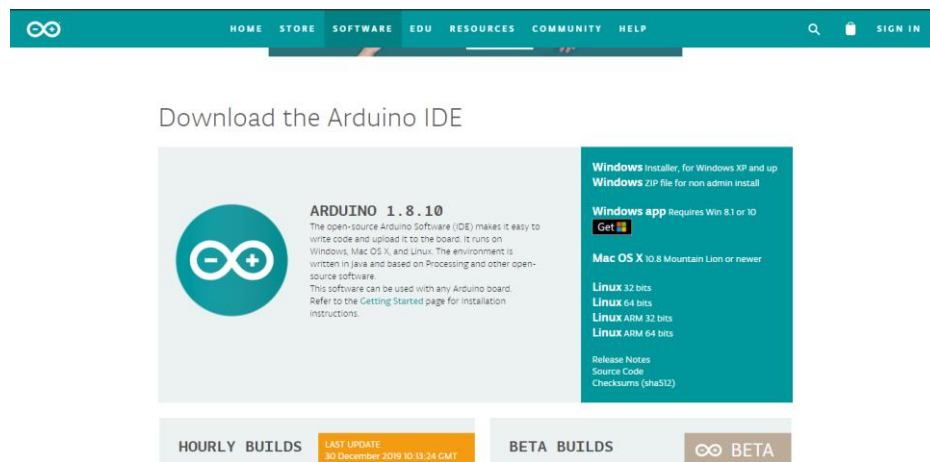 HOME STORE SOFTWARE EDU RESOURCES COMMUNITY HELP SIGN IN
Download the Arduino IDE
ARDUINO 1.8.10
The open-source Arduino Software (IDE) makes it easy to
write code and upload it to the board. It runs on
Windows, Mac OS X, and Linux. The environment is
written in Java and based on Processing and other open-
source software.
This software can be used with any Arduino board.
Refer to the Getting Started page for Installation
instructions.
Windows Installer, for Windows XP and up
Windows ZIP file for non admin install
Windows app Requires Win 8.1 or 10
Get
Mac OS X 10.8 Mountain Lion or newer
Linux 32 bits
Linux 64 bits
Linux ARM 32 bits
Linux ARM 64 bits
Release Notes
Source Code
Checksums (sha512)
HOURLY BUILDS
LAST UPDATE
30 December 2019 10:13:24 GMT
BETA BUILDS
BETA